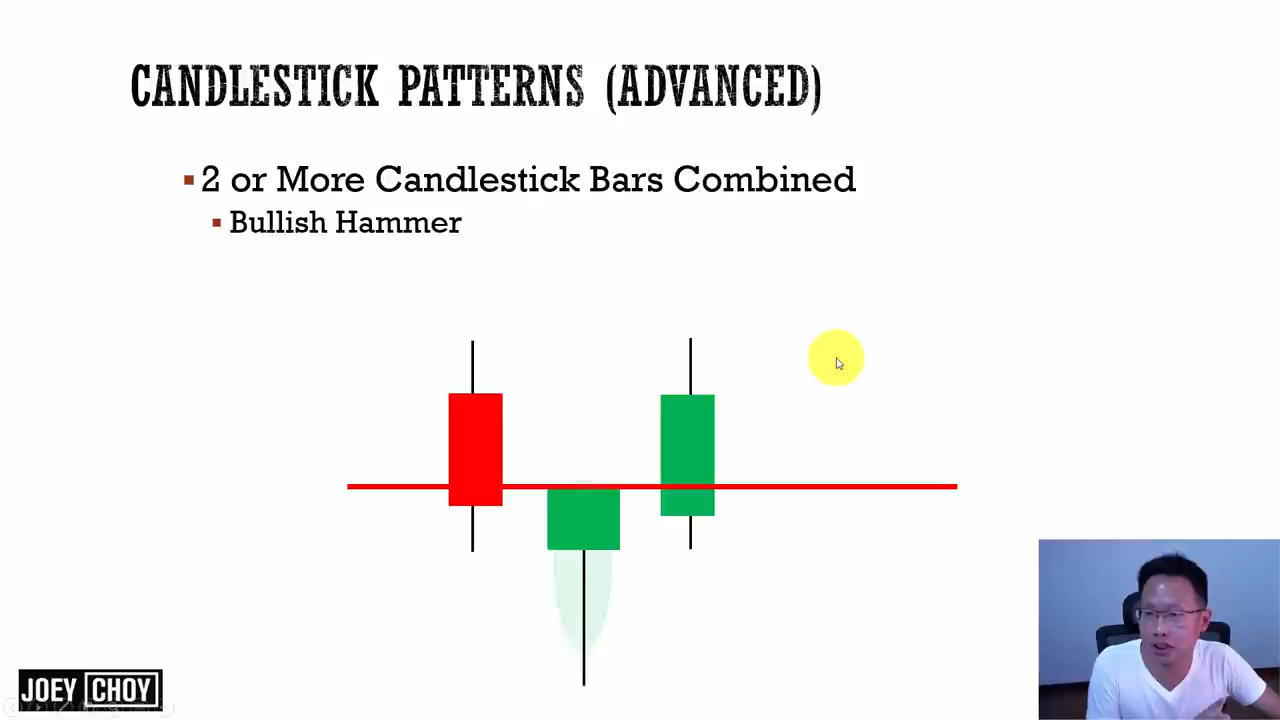 CANDLESTICK PATTERNS (ADVANCED)
2 or More Candlestick Bars Combined
Bullish Hammer
JOEY CHOY